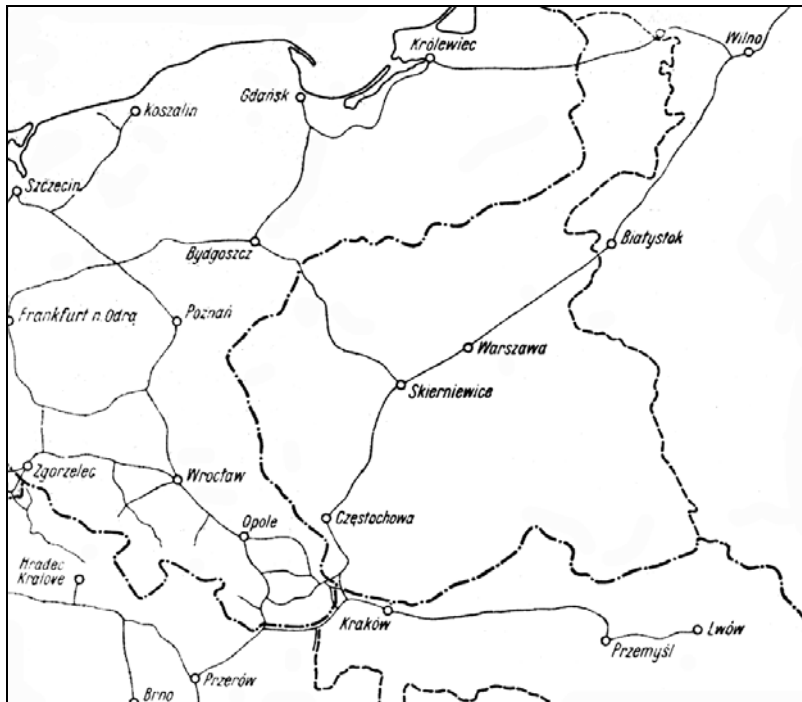 Królewiec
Wilno
Gdańsk
Koszalin
Szczecin
Białystok
Bydgoszcz
Frankfurt n. Odrą
Poznań
Warszawa
Skierniewice
Zgorzelec
Wrocław
Opole
Częstochowa
Hradec
Kralove
Kraków
Lwów
Przemyśl
Przerów
Brno